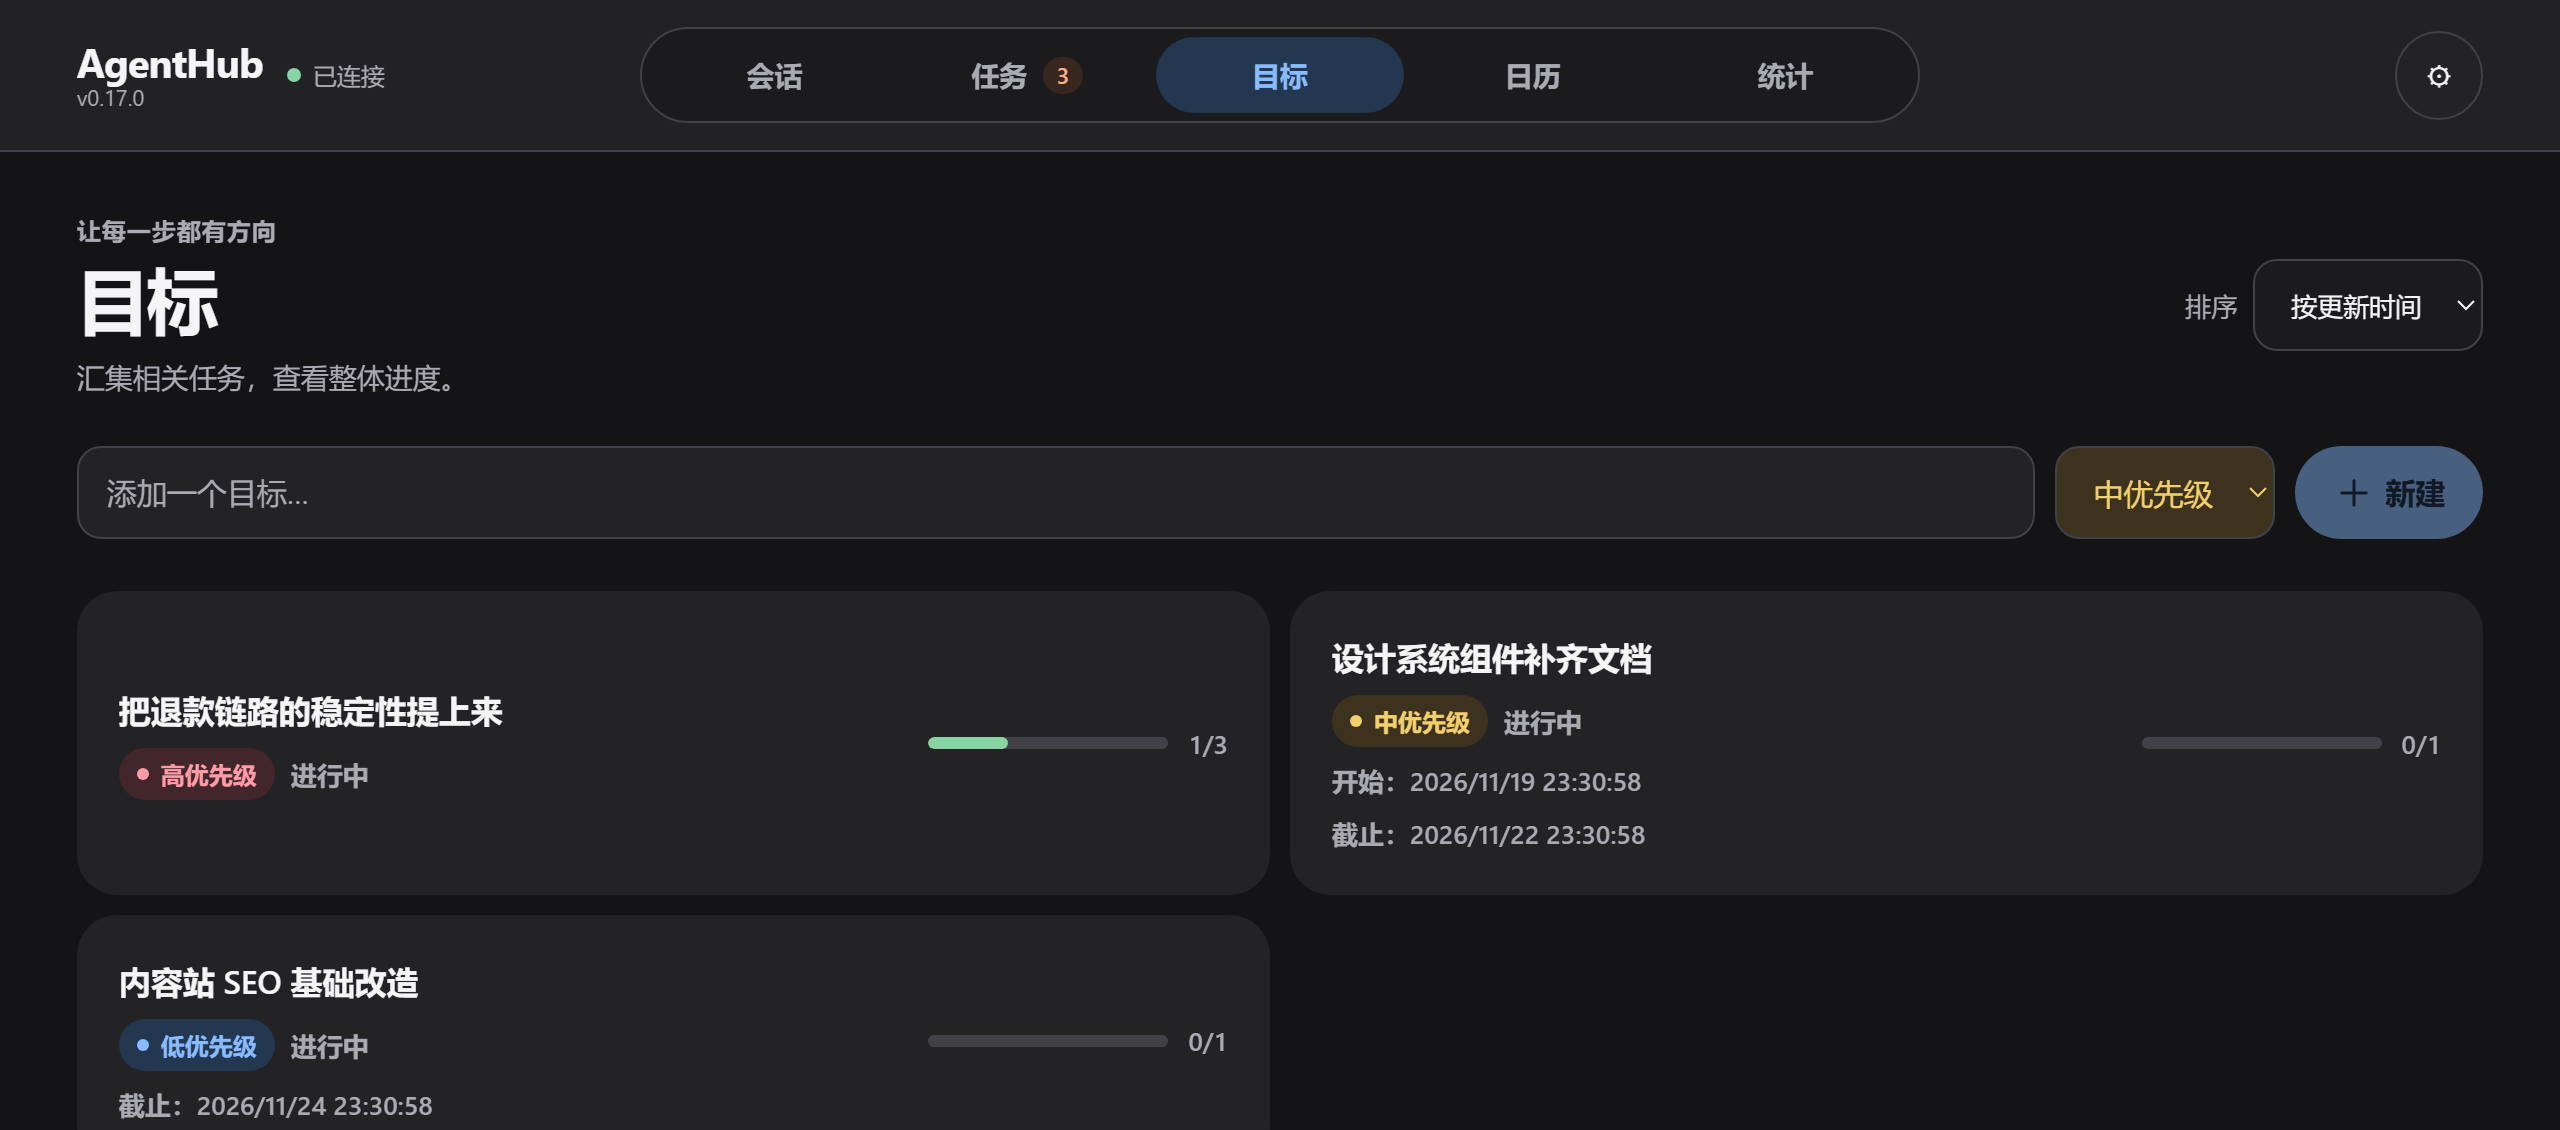 AgentHub
v0.17.0
已连接
会话
任务 3
目标
日历
统计
让每一步都有方向
目标
汇集相关任务，查看整体进度。
排序
按更新时间
添加一个目标...
中优先级
新建
把退款链路的稳定性提上来
高优先级 进行中
1/3
设计系统组件补齐文档
中优先级 进行中
开始：2026/11/19 23:30:58
截止：2026/11/22 23:30:58
0/1
内容站 SEO 基础改造
低优先级 进行中
截止：2026/11/24 23:30:58
0/1